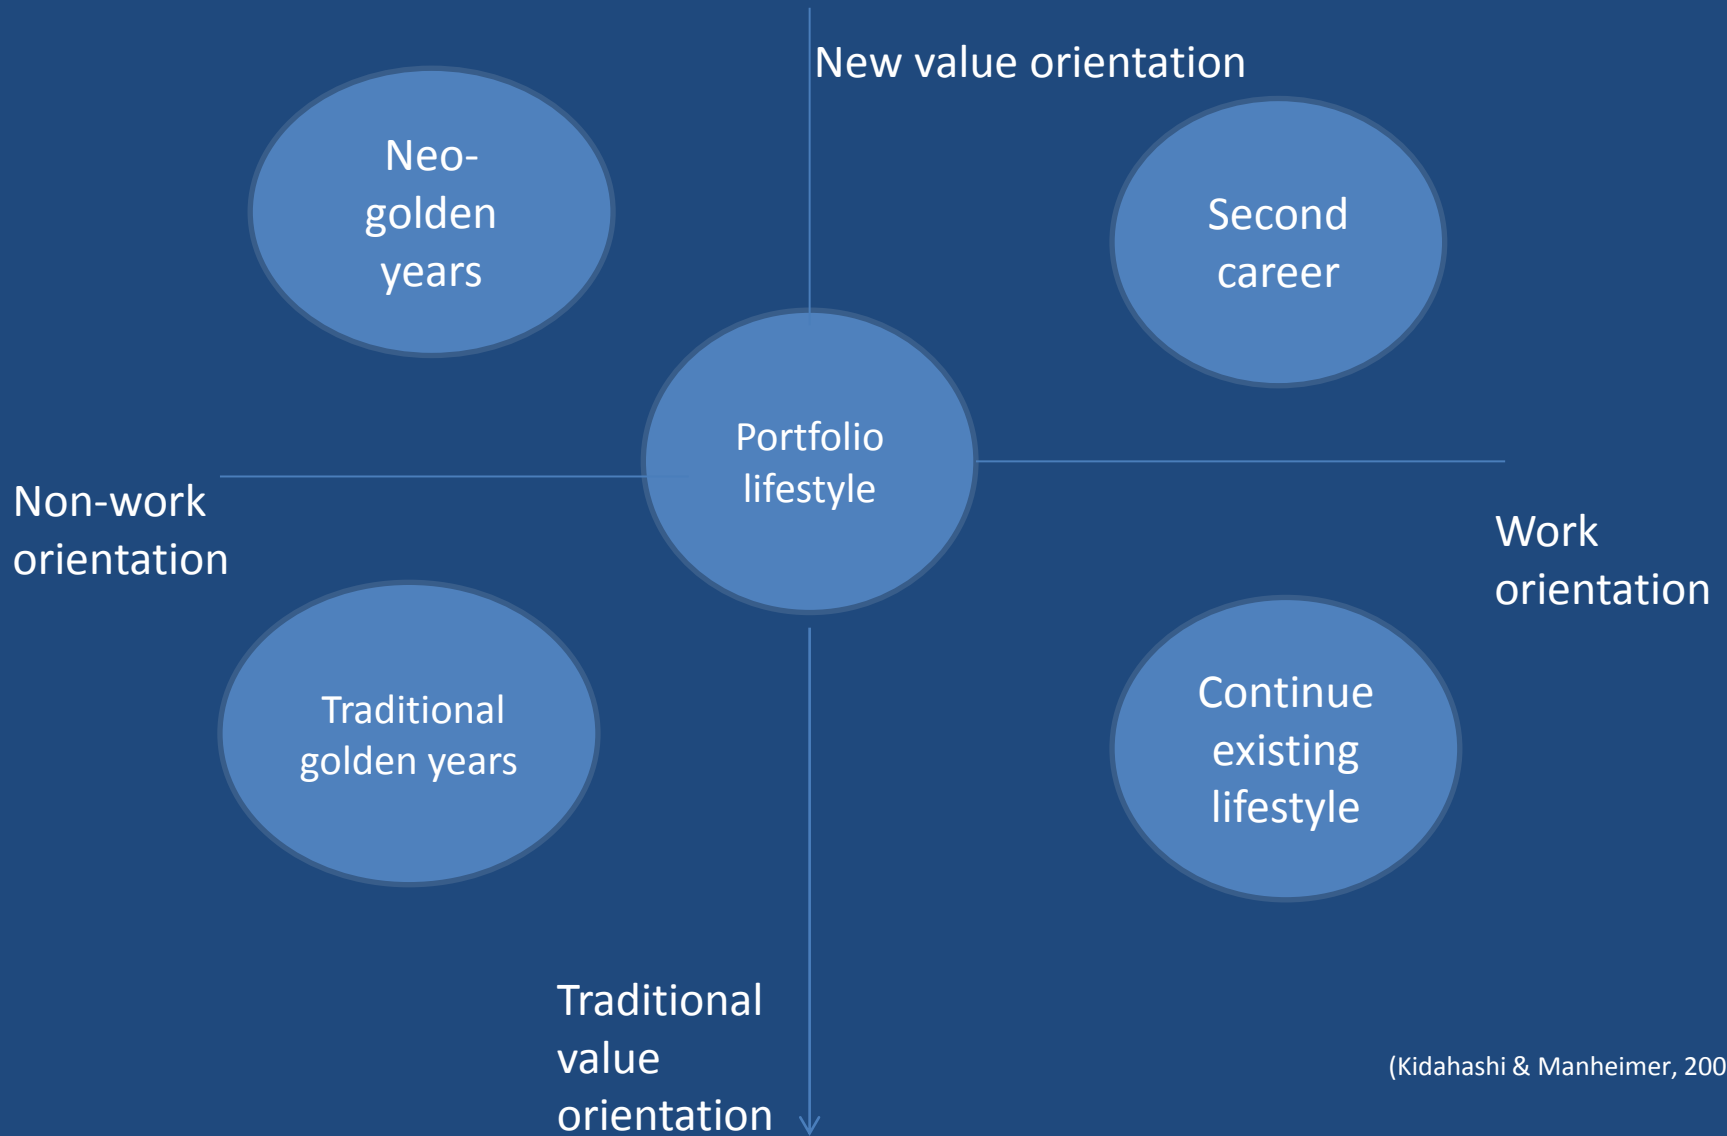 New value orientation
Neo-
golden
years
Second
career
Portfolio
lifestyle
Non-work
orientation
Work
orientation
Traditional
golden years
Continue
existing
lifestyle
Traditional
value
orientation
(Kidahashi & Manheimer, 200